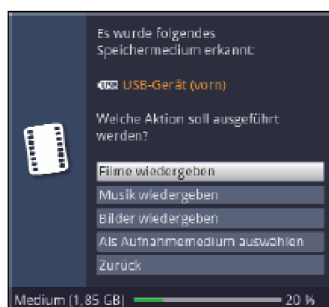 Es wurde folgendes
Speichermedium erkannt:
USB USB-Gerät (vorn)
Welche Aktion soll ausgeführt
werden?
Filme wiedergeben
Musik wiedergeben
Bilder wiedergeben
Als Aufnahmemedium auswählen
Zurück
Medium (1,85 GB) 20 %